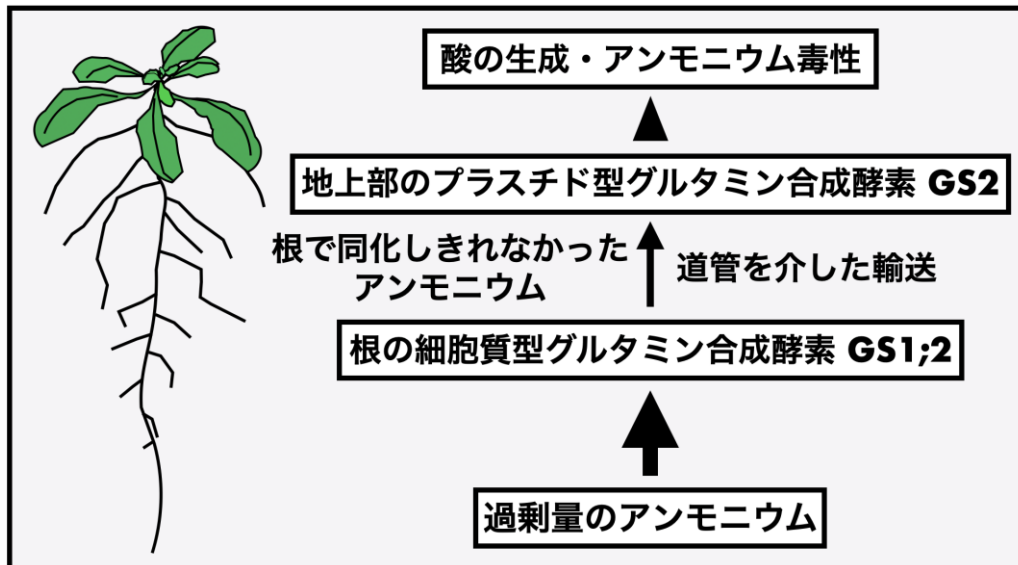 酸の生成・アンモニウム毒性
地上部のプラスチド型グルタミン合成酵素 GS2
根で同化しきれなかった
アンモニウム
道管を介した輸送
根の細胞質型グルタミン合成酵素 GS1;2
過剰量のアンモニウム